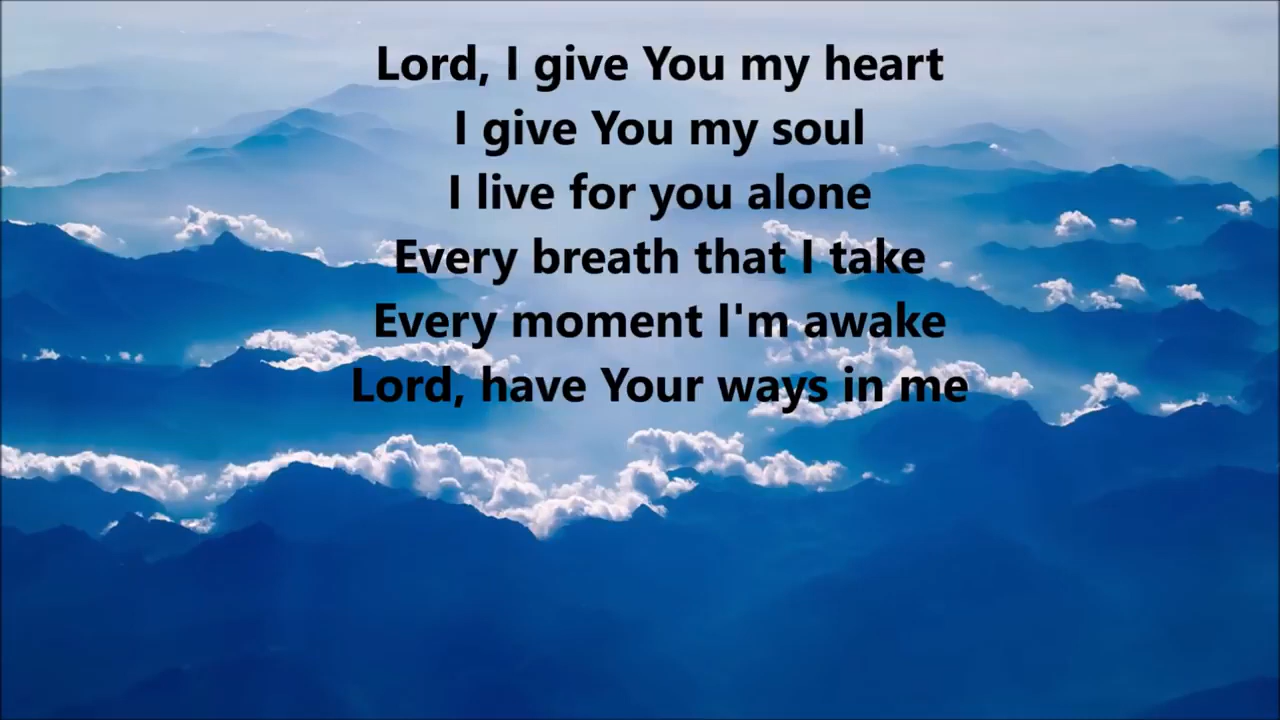 Lord, I give You my heart
I give You my soul
I live for you alone
Every breath that I take
Every moment I'm awake
Lord, have Your ways in me